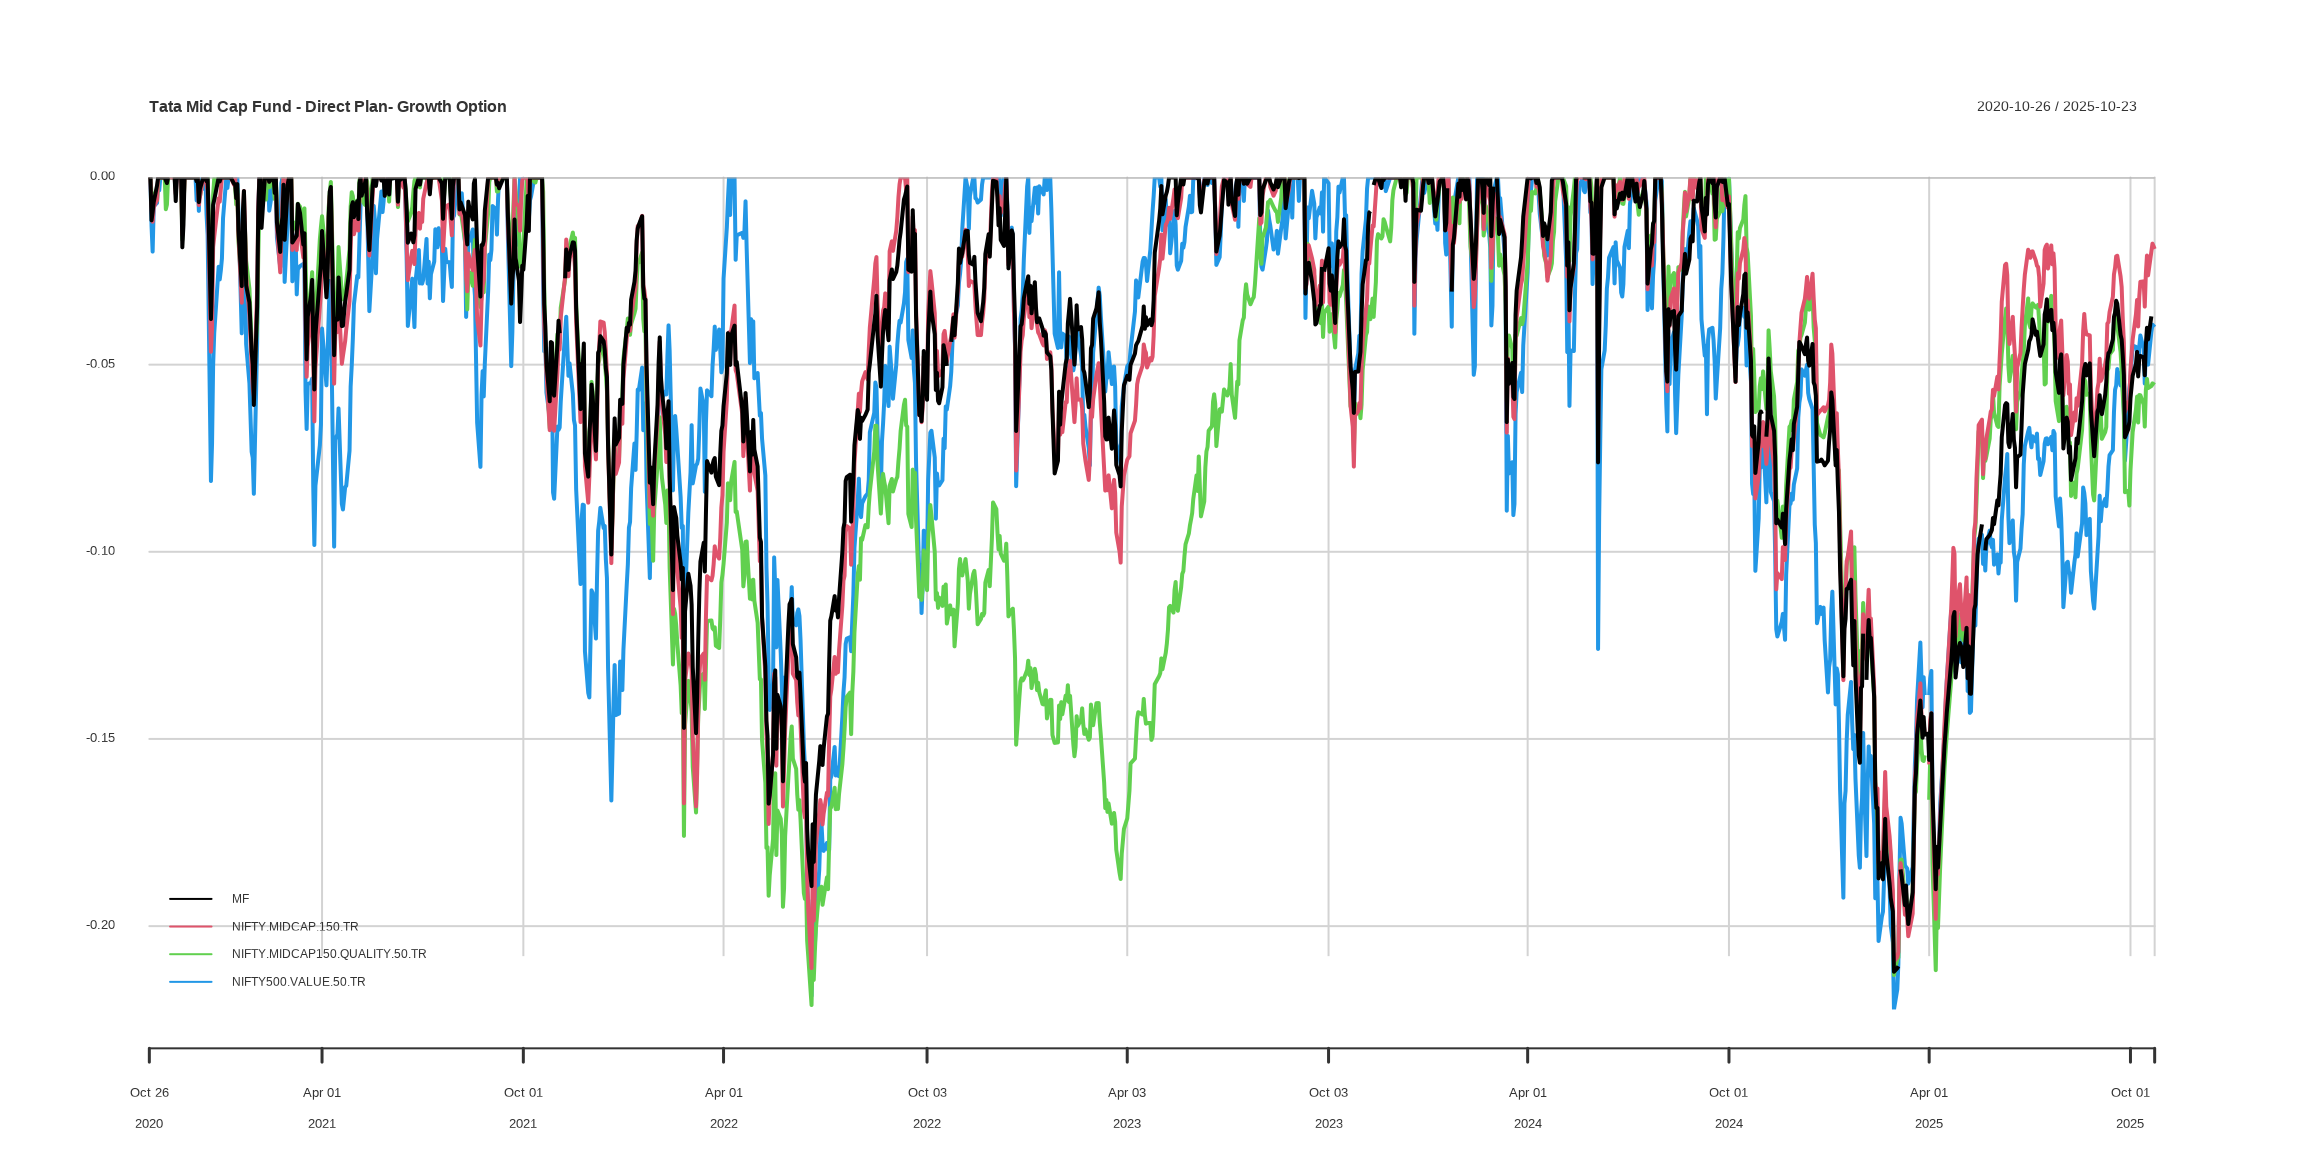 Tata Mid Cap Fund - Direct Plan- Growth Option
2020-10-26 / 2025-10-23
0.00
-0.05
-0.10
-0.15
-0.20
MF
NIFTY.MIDCAP.150.TR
NIFTY.MIDCAP150.QUALITY.50.TR
NIFTY500.VALUE.50.TR
Oct 26 Apr 01 Oct 01 Apr 01 Oct 03 Apr 03 Oct 03 Apr 01 Oct 01 Apr 01 Oct 01
2020 2021 2021 2022 2022 2023 2023 2024 2024 2025 2025